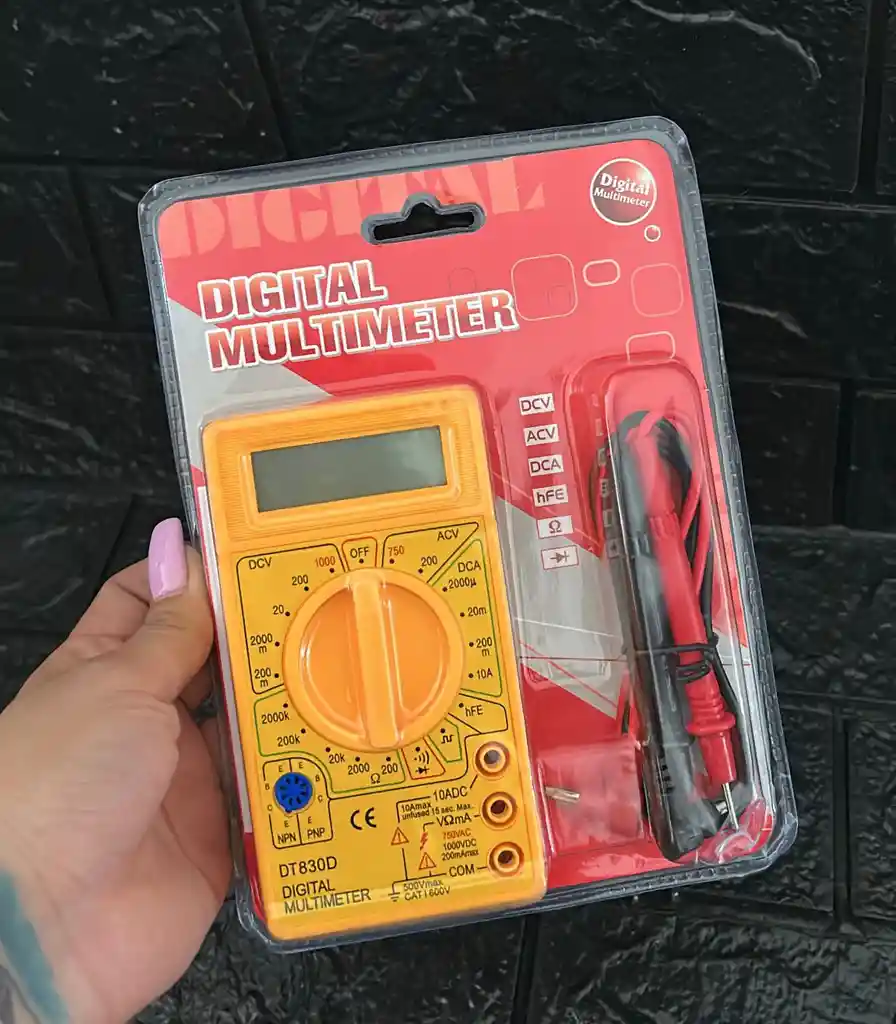 DIGITAL
Digital
Multimeter
DIGITAL
MULTIMETER
DCV
ACV
DCA
hFE
Ω
DCV
1000
OFF
750
ACV
200
200
DCA
2000µ
20
20m
2000
m
200
m
200
m
10A
2000k
hFE
200k
20k
2000
Ω
200
E
E
B
B
C
C
E
E
NPN
PNP
CE
10ADC
10Amax
unfused 15 sec. Max.
VΩmA
750VAC
1000VDC
200mAmax
COM
500Vmax
CAT I 600V
DT830D
DIGITAL
MULTIMETER